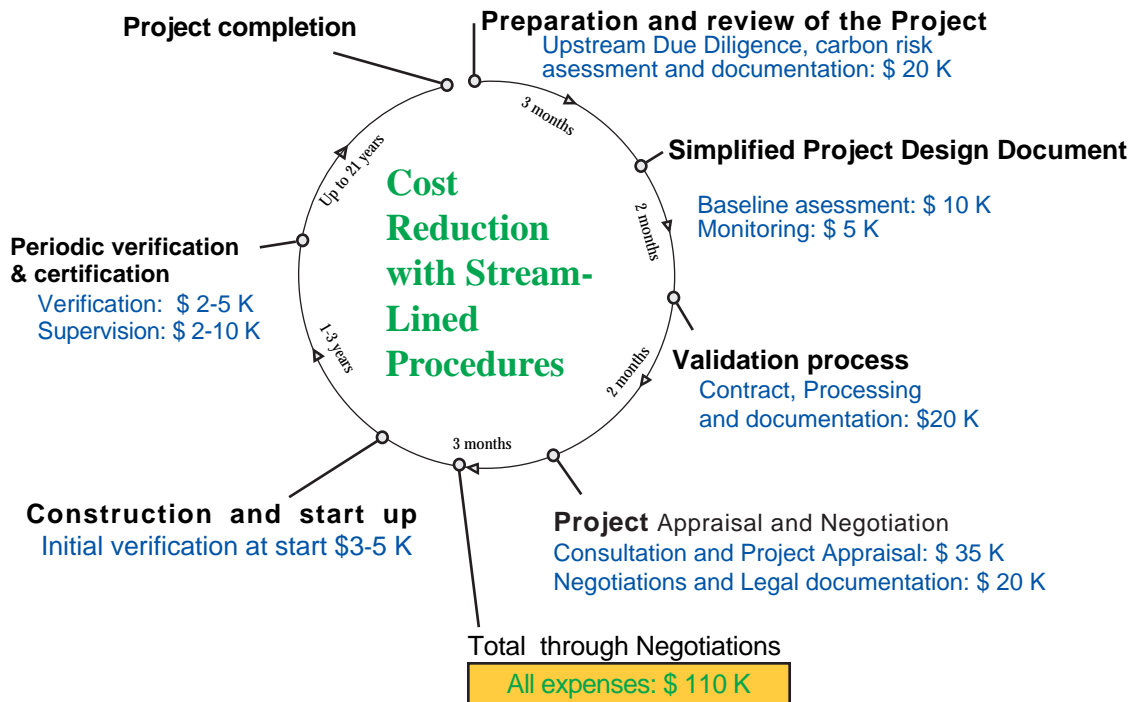 Project completion
Preparation and review of the Project
Upstream Due Diligence, carbon risk
asessment and documentation: $ 20 K
3 months
Simplified Project Design Document
Baseline asessment: $ 10 K
Monitoring: $ 5 K
2 months
Validation process
Contract, Processing
and documentation: $20 K
2 months
Project Appraisal and Negotiation
Consultation and Project Appraisal: $ 35 K
Negotiations and Legal documentation: $ 20 K
3 months
Total through Negotiations
All expenses: $ 110 K
Construction and start up
Initial verification at start $3-5 K
1-3 years
Periodic verification
& certification
Verification: $ 2-5 K
Supervision: $ 2-10 K
Up to 21 years
Cost
Reduction
with Stream-
Lined
Procedures